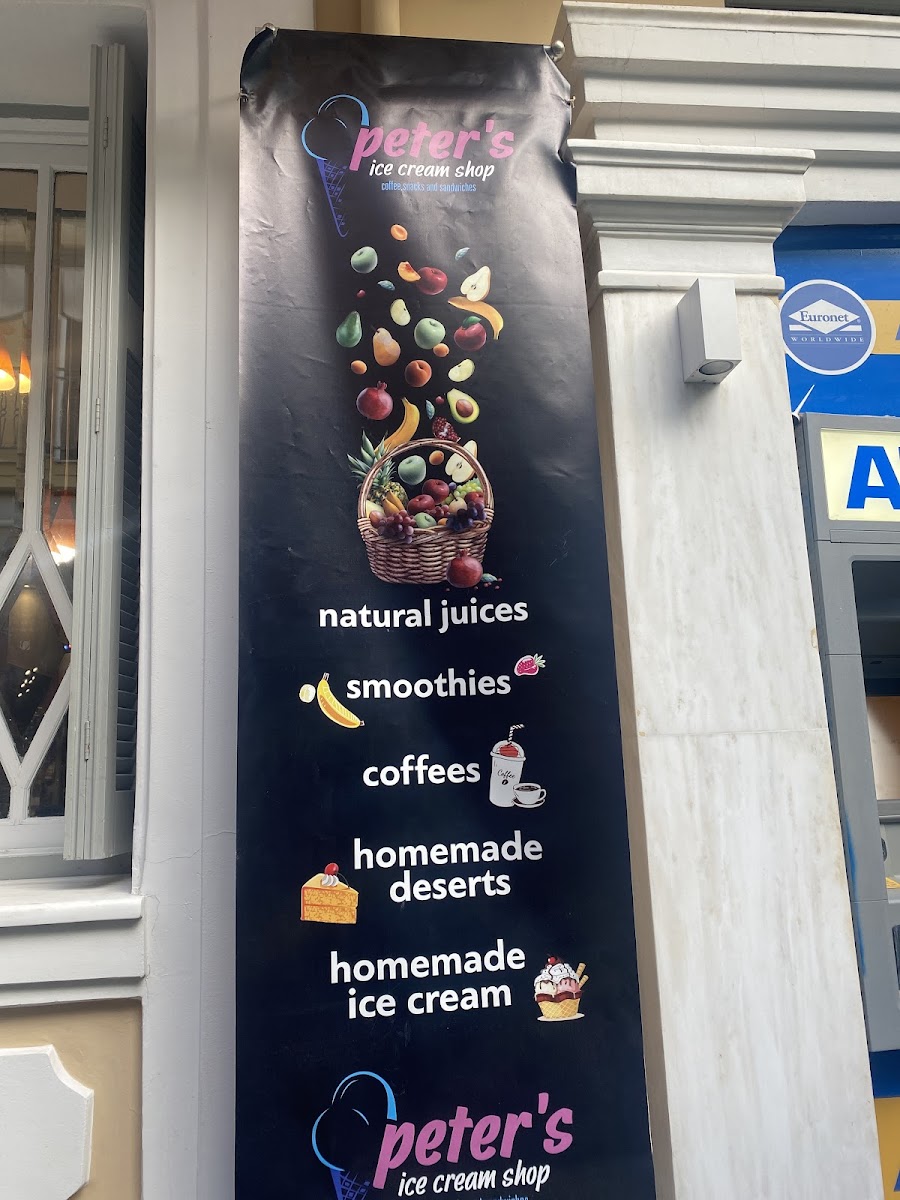 peter's
ice cream shop
coffee,snacks and sandwiches
Euronet
WORLDWIDE
natural juices
smoothies
coffees
Coffee
homemade
deserts
homemade
ice cream
peter's
ice cream shop